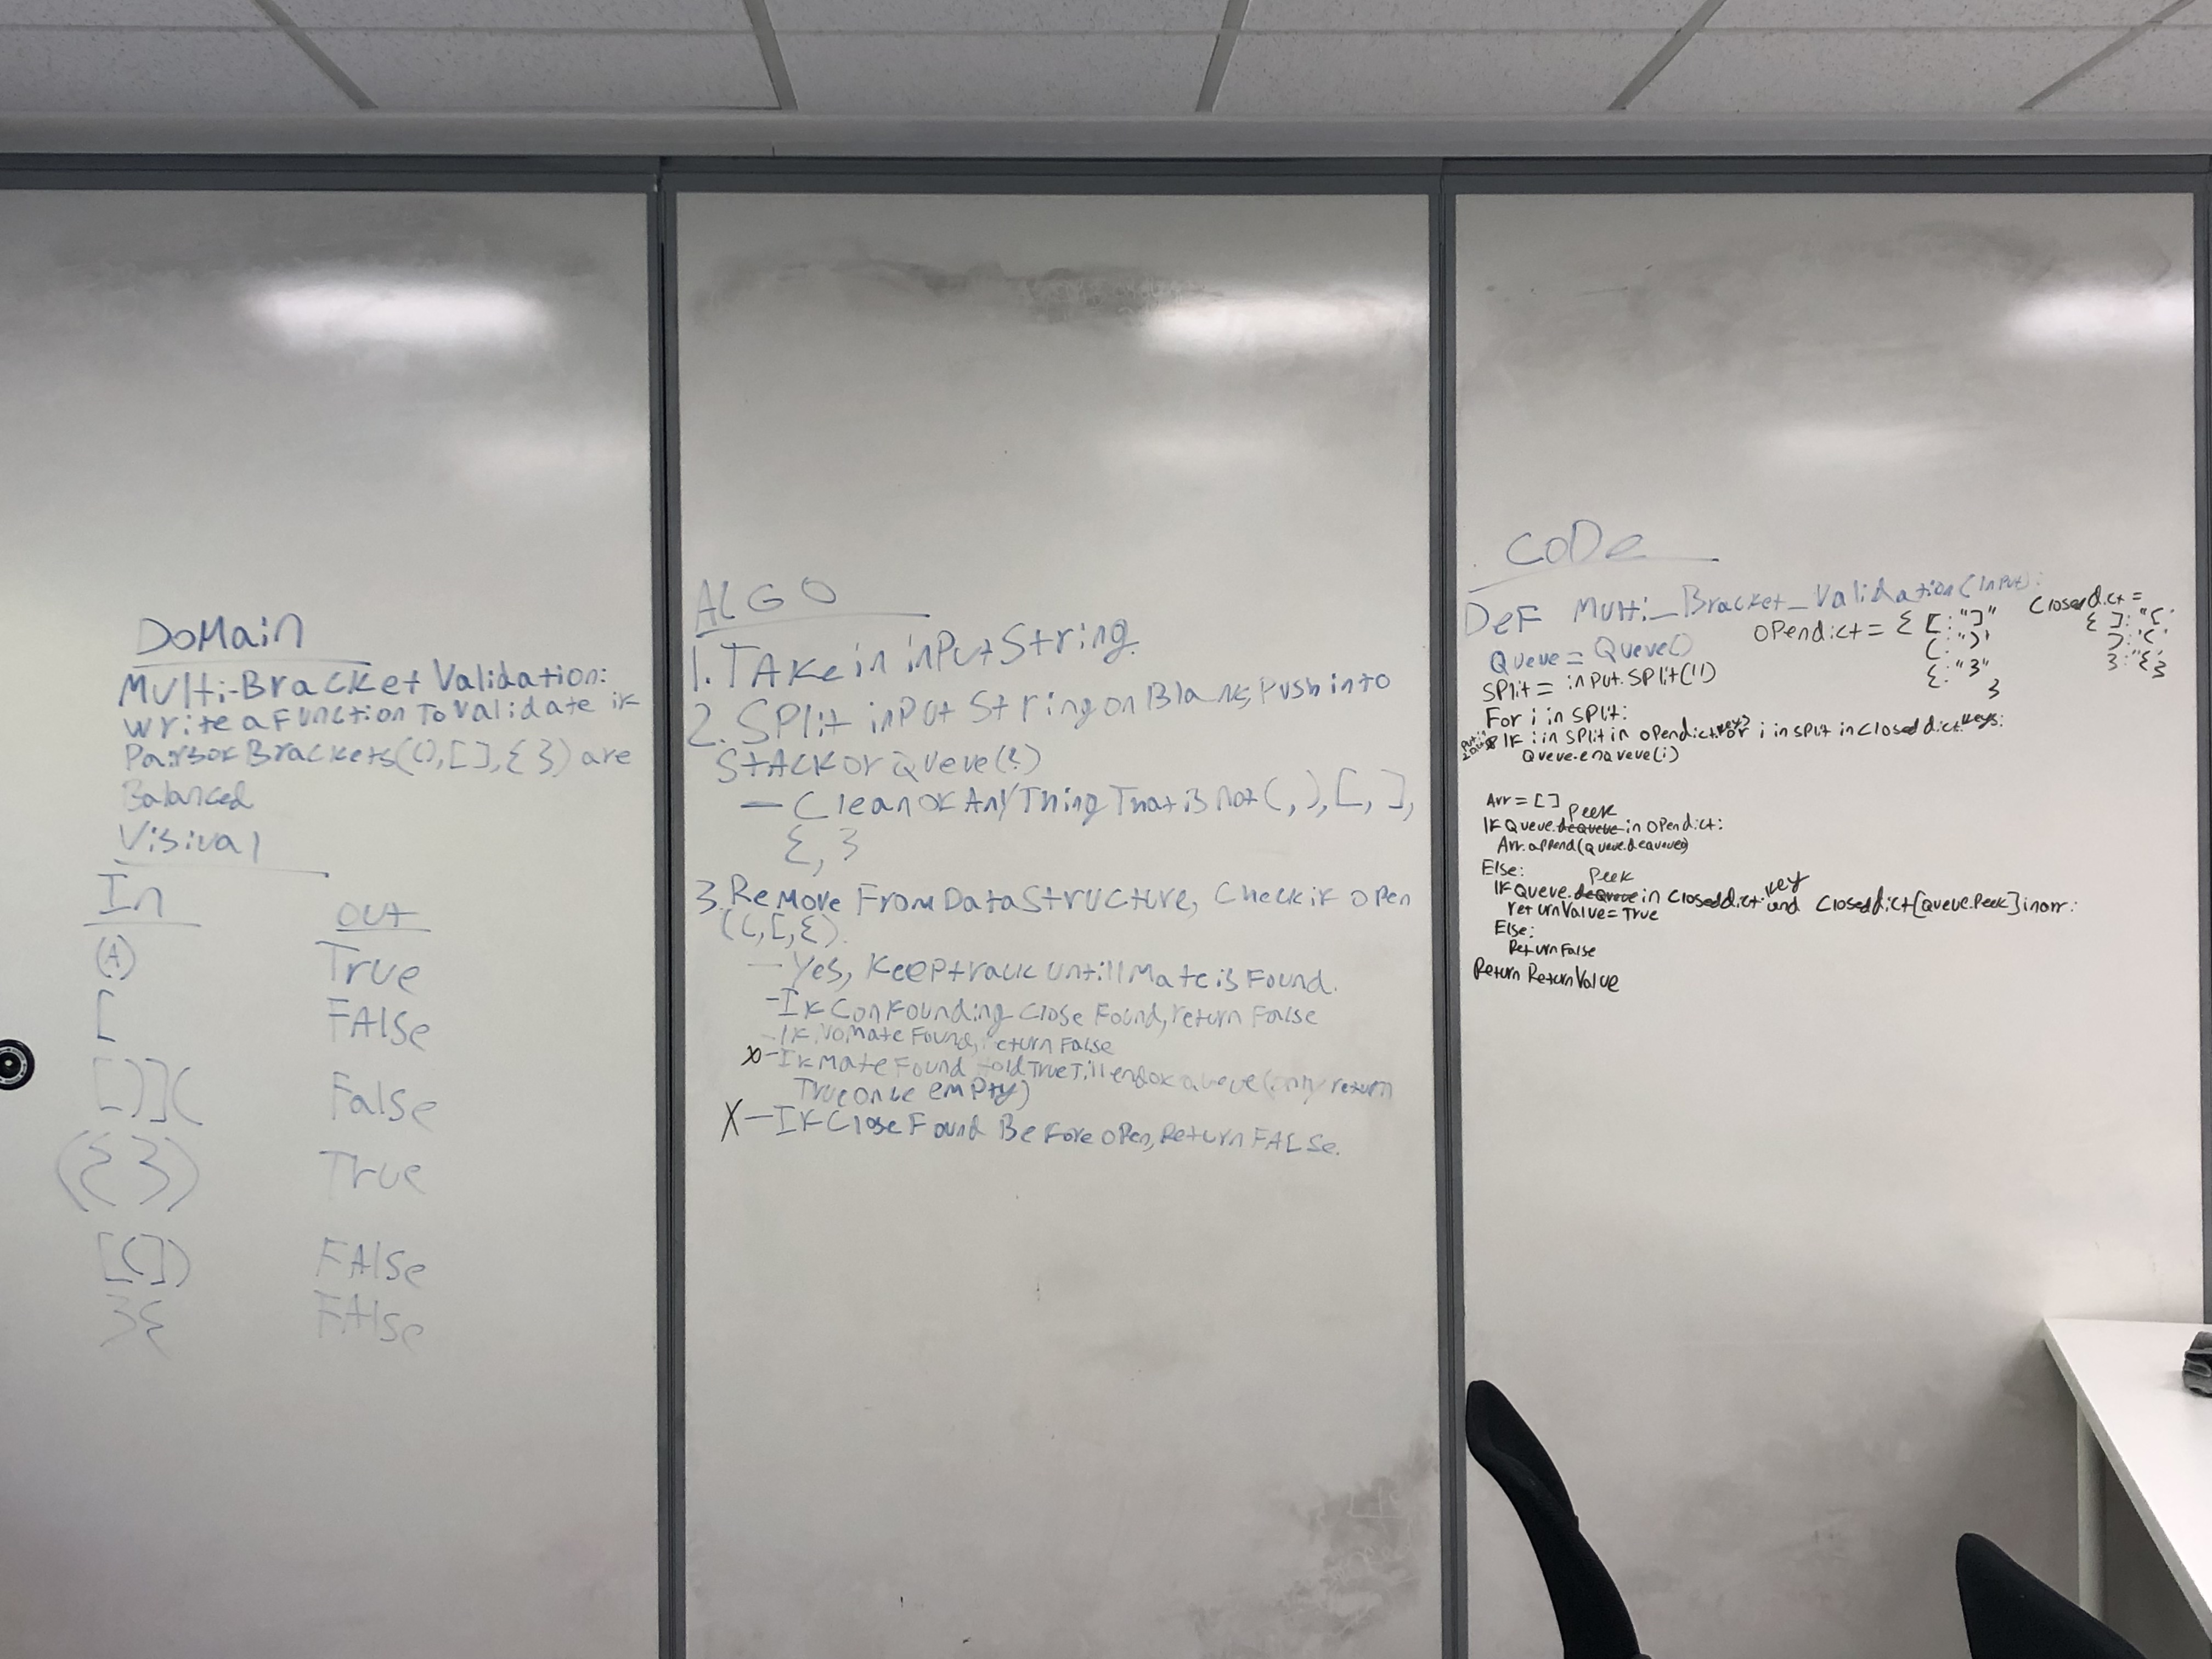 DoMain
Multi-Bracket Validation:
Write a Function To Validate if
Pairs of Brackets ((), [], {}) are
Balanced
Visiual
In OUT
(A) True
[ FAlse
[)]( False
({}) True
[(]) FAlse
}{ FAlse
ALGO
1. TAke in inPut String.
2. SPlit inPut String on Blank, Push into
StAck or Queue(?)
- Clean of AnyThing That is not (, ), [, ],
{, }
3. Remove From Data Structure, Check if open
((, [, {).
- Yes, Keep track untill Mate is Found.
- If Confounding Close Found, return False
- If No Mate Found, return False
x - If Mate Found hold True Till end of queue (only return
True once empty)
X - If Close Found Before open, Return FALSe.
CoDe
DeF Multi_Bracket_Validation(InPut):
Queue = Queue()
OPendict = { [:"]"
(:")"
{:"}"
}
Closedict =
{ ]:"[
):"(
}:"{}
SPlit = input.SPlit('')
For i in SPlit:
If i in SPlit in OPendict.keys or i in split in closeddict.keys:
Queue.enqueue(i)
Arr = []
If Queue.dequeue Peek in OPendict:
Arr.append(Queue.dequeue)
Else:
If Queue.dequeue Peek in Closeddict.key and Closeddict[Queue.Peek] in arr:
returnValue = True
Else:
Return False
Return ReturnValue